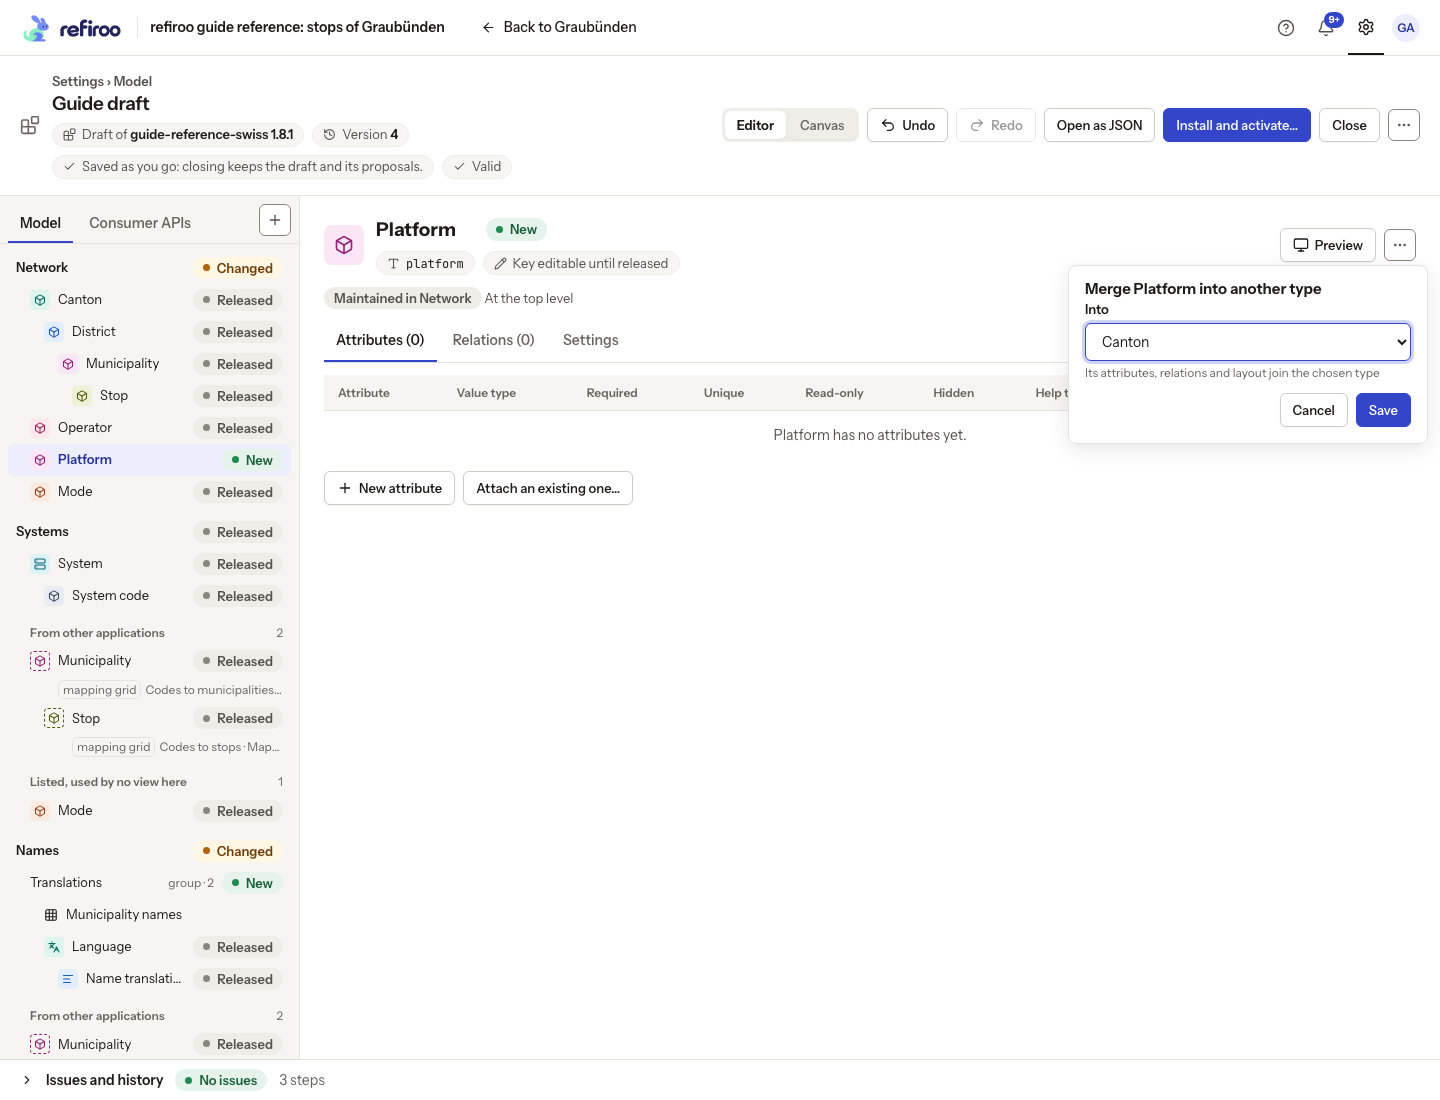 refiroo
refiroo guide reference: stops of Graubünden
Back to Graubünden
9+
GA
Settings › Model
Guide draft
Draft of guide-reference-swiss 1.8.1
Version 4
Saved as you go: closing keeps the draft and its proposals.
Valid
Editor
Canvas
Undo
Redo
Open as JSON
Install and activate...
Close
Model
Consumer APIs
Network
Changed
Canton
Released
District
Released
Municipality
Released
Stop
Released
Operator
Released
Platform
New
Mode
Released
Systems
Released
System
Released
System code
Released
From other applications
2
Municipality
Released
mapping grid
Codes to municipalities...
Stop
Released
mapping grid
Codes to stops · Map...
Listed, used by no view here
1
Mode
Released
Names
Changed
Translations
group · 2
New
Municipality names
Language
Released
Name translati...
Released
From other applications
2
Municipality
Released
Platform
New
platform
Key editable until released
Maintained in Network
At the top level
Preview
Attributes (0)
Relations (0)
Settings
Attribute
Value type
Required
Unique
Read-only
Hidden
Help t
Platform has no attributes yet.
New attribute
Attach an existing one...
Merge Platform into another type
Into
Canton
Its attributes, relations and layout join the chosen type
Cancel
Save
Issues and history
No issues
3 steps